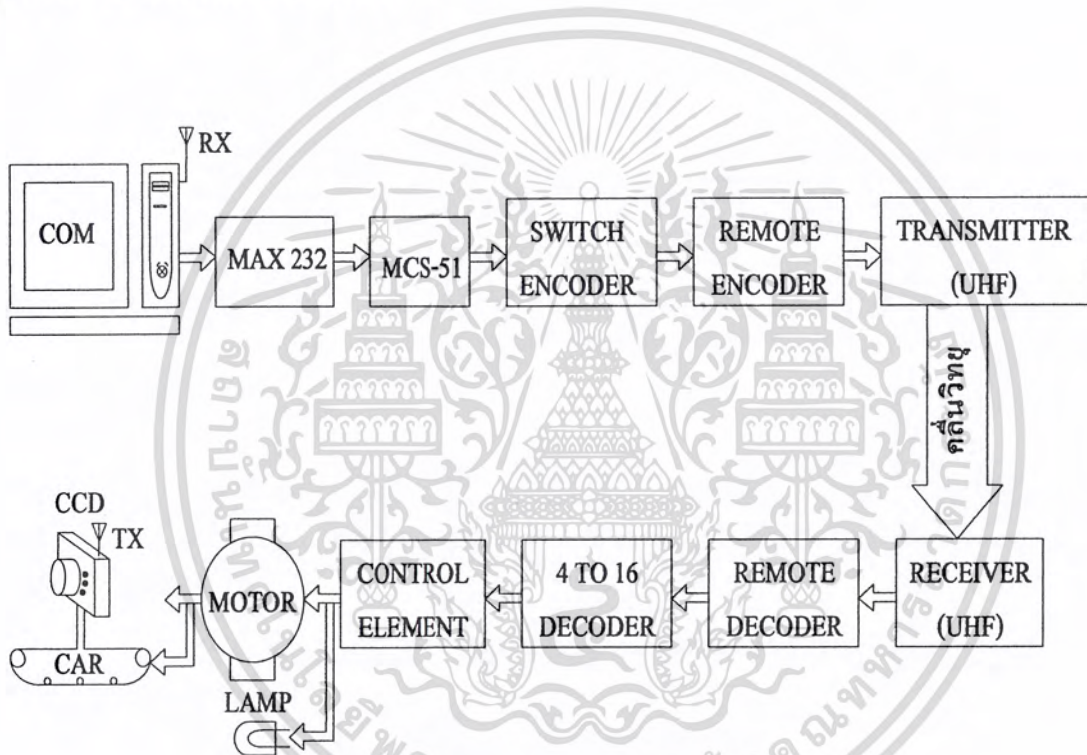 RX
COM
MAX 232
MCS-51
SWITCH
ENCODER
REMOTE
ENCODER
TRANSMITTER
(UHF)
คลื่นวิทยุ
CCD
TX
CAR
MOTOR
LAMP
CONTROL
ELEMENT
4 TO 16
DECODER
REMOTE
DECODER
RECEIVER
(UHF)